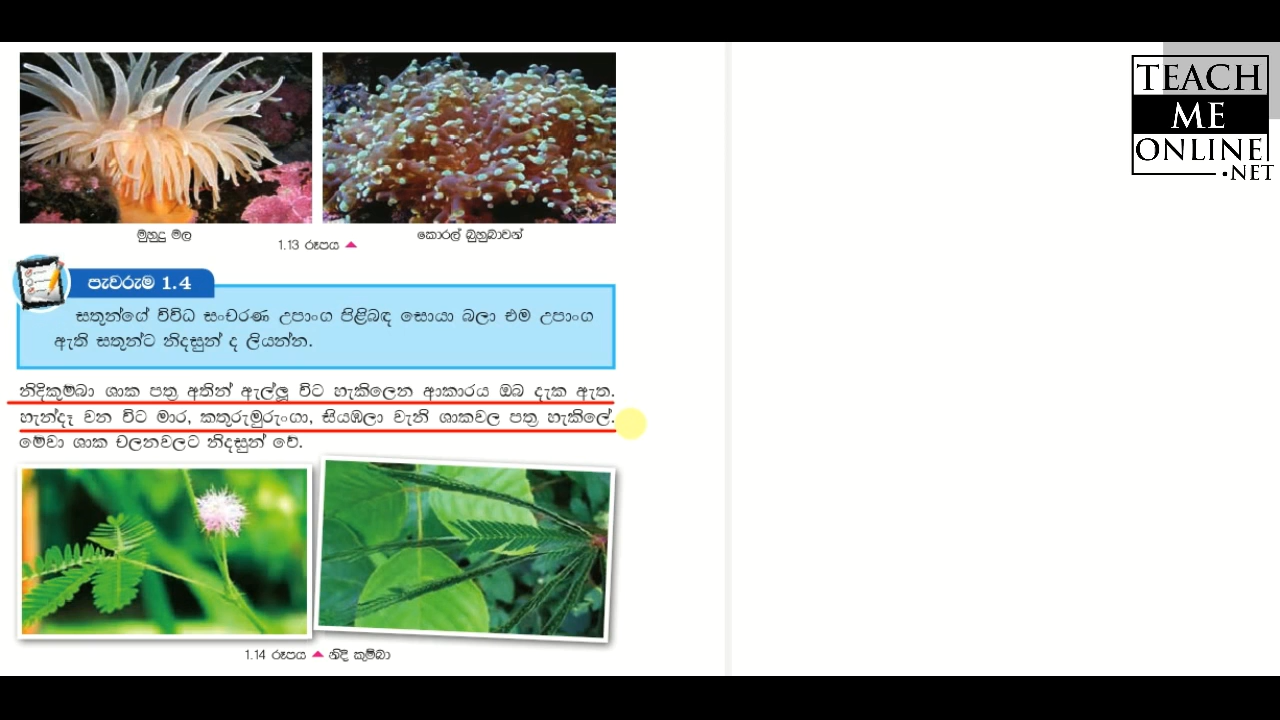 මුහුදු මල
කොරල් බුහුබාවන්
1.13 රූපය
පැවරුම 1.4
සතුන්ගේ විවිධ සංචරණ උපාංග පිළිබඳ සොයා බලා එම උපාංග
ඇති සතුන්ට නිදසුන් ද ලියන්න.
නිදිකුම්බා ශාක පත්‍ර අතින් ඇල්ලූ විට හැකිලෙන ආකාරය ඔබ දැක ඇත.
හැන්දෑ වන විට මාර, කතුරුමුරුංගා, සියඹලා වැනි ශාකවල පත්‍ර හැකිලේ.
මේවා ශාක චලනවලට නිදසුන් වේ.
1.14 රූපය නිදි කුම්බා
TEACH
ME
ONLINE
.NET